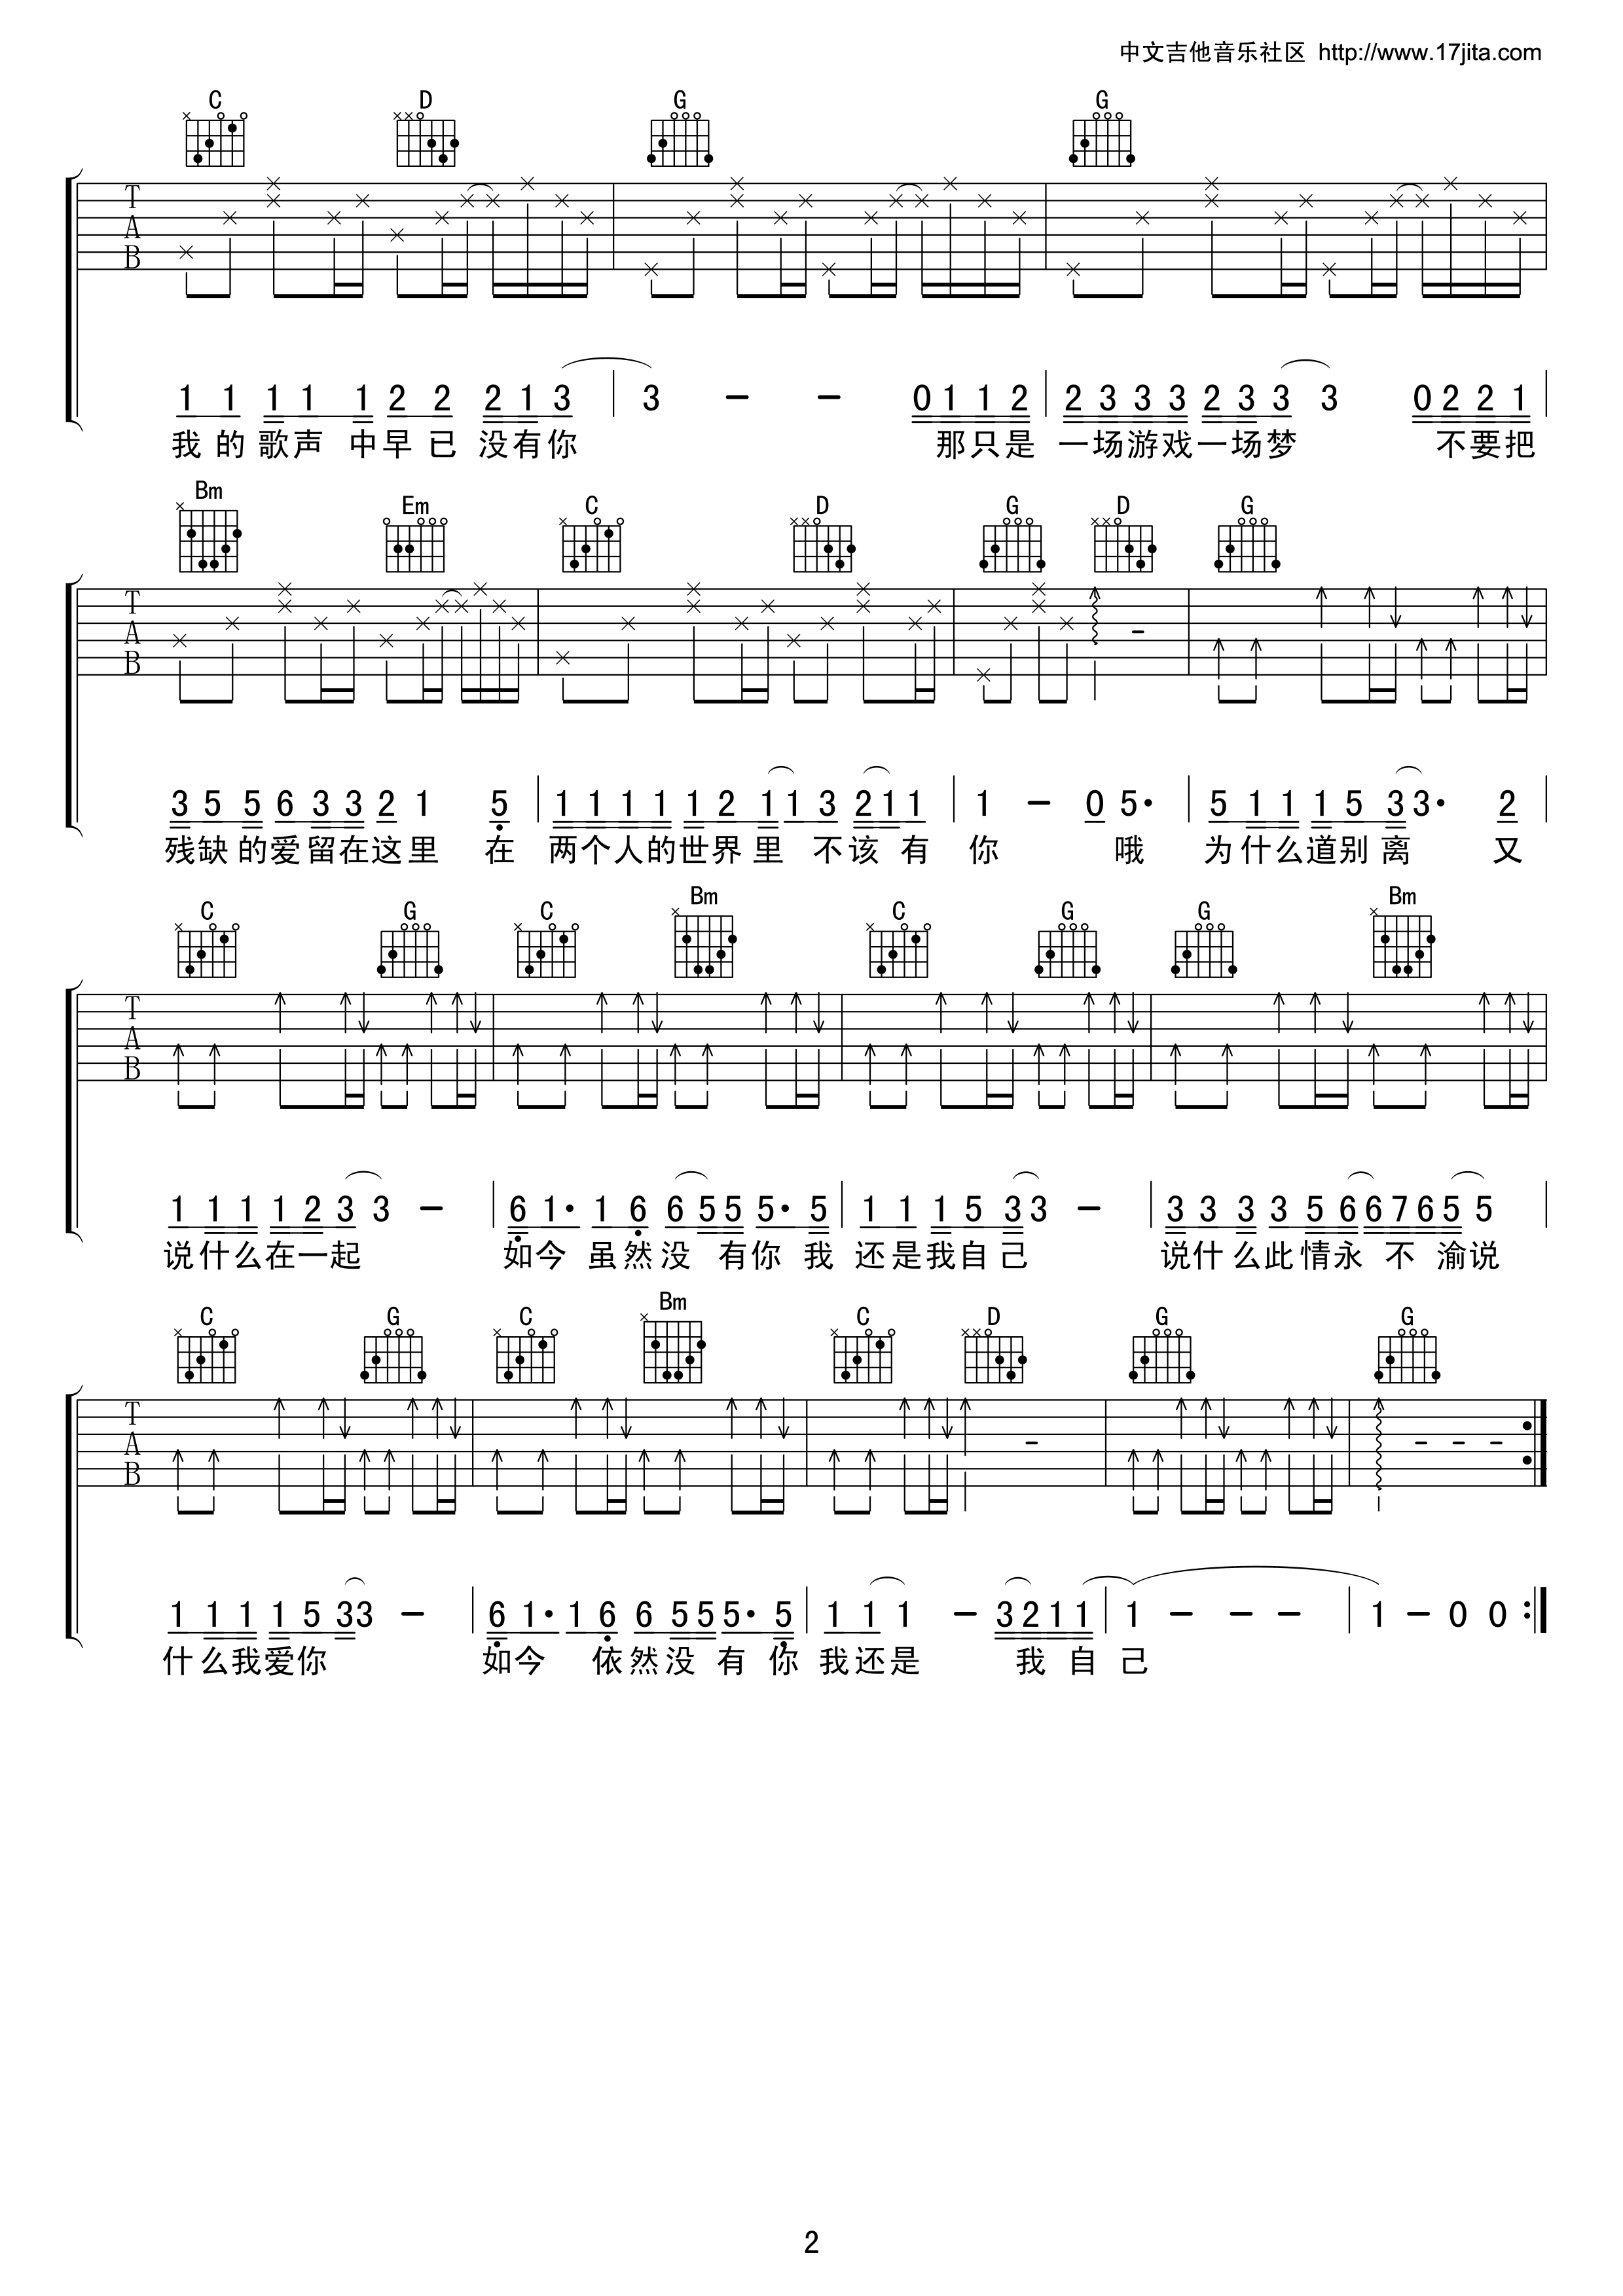 中文吉他音乐社区 http://www.17jita.com
C D G G
T
A
B
1 1 1 1 1 2 2 2 1 3 | 3 - - 0 1 1 2 | 2 3 3 3 2 3 3 3 0 2 2 1 |
我的歌声中早已没有你 那只是一场游戏一场梦 不要把
Bm Em C D G D G
T
A
B
3 5 5 6 3 3 2 1 5 | 1 1 1 1 1 2 1 1 3 2 1 1 | 1 - 0 5· | 5 1 1 1 5 3 3· 2 |
残缺的爱留在这里 在两个人的世界里不该有你 哦 为什么道别离 又
C G C Bm C G G Bm
T
A
B
1 1 1 1 2 3 3 - | 6 1· 1 6 6 5 5 5· 5 | 1 1 1 5 3 3 - | 3 3 3 3 5 6 6 7 6 5 5 |
说什么在一起 如今 虽然没有你 我还是我自己 说什么此情永不渝说
C G C Bm C D G G
T
A
B
1 1 1 1 5 3 3 - | 6 1· 1 6 6 5 5 5· 5 | 1 1 1 - 3 2 1 1 | 1 - - - | 1 - 0 0 :|
什么我爱你 如今 依然没有你 我还是 我自己
2